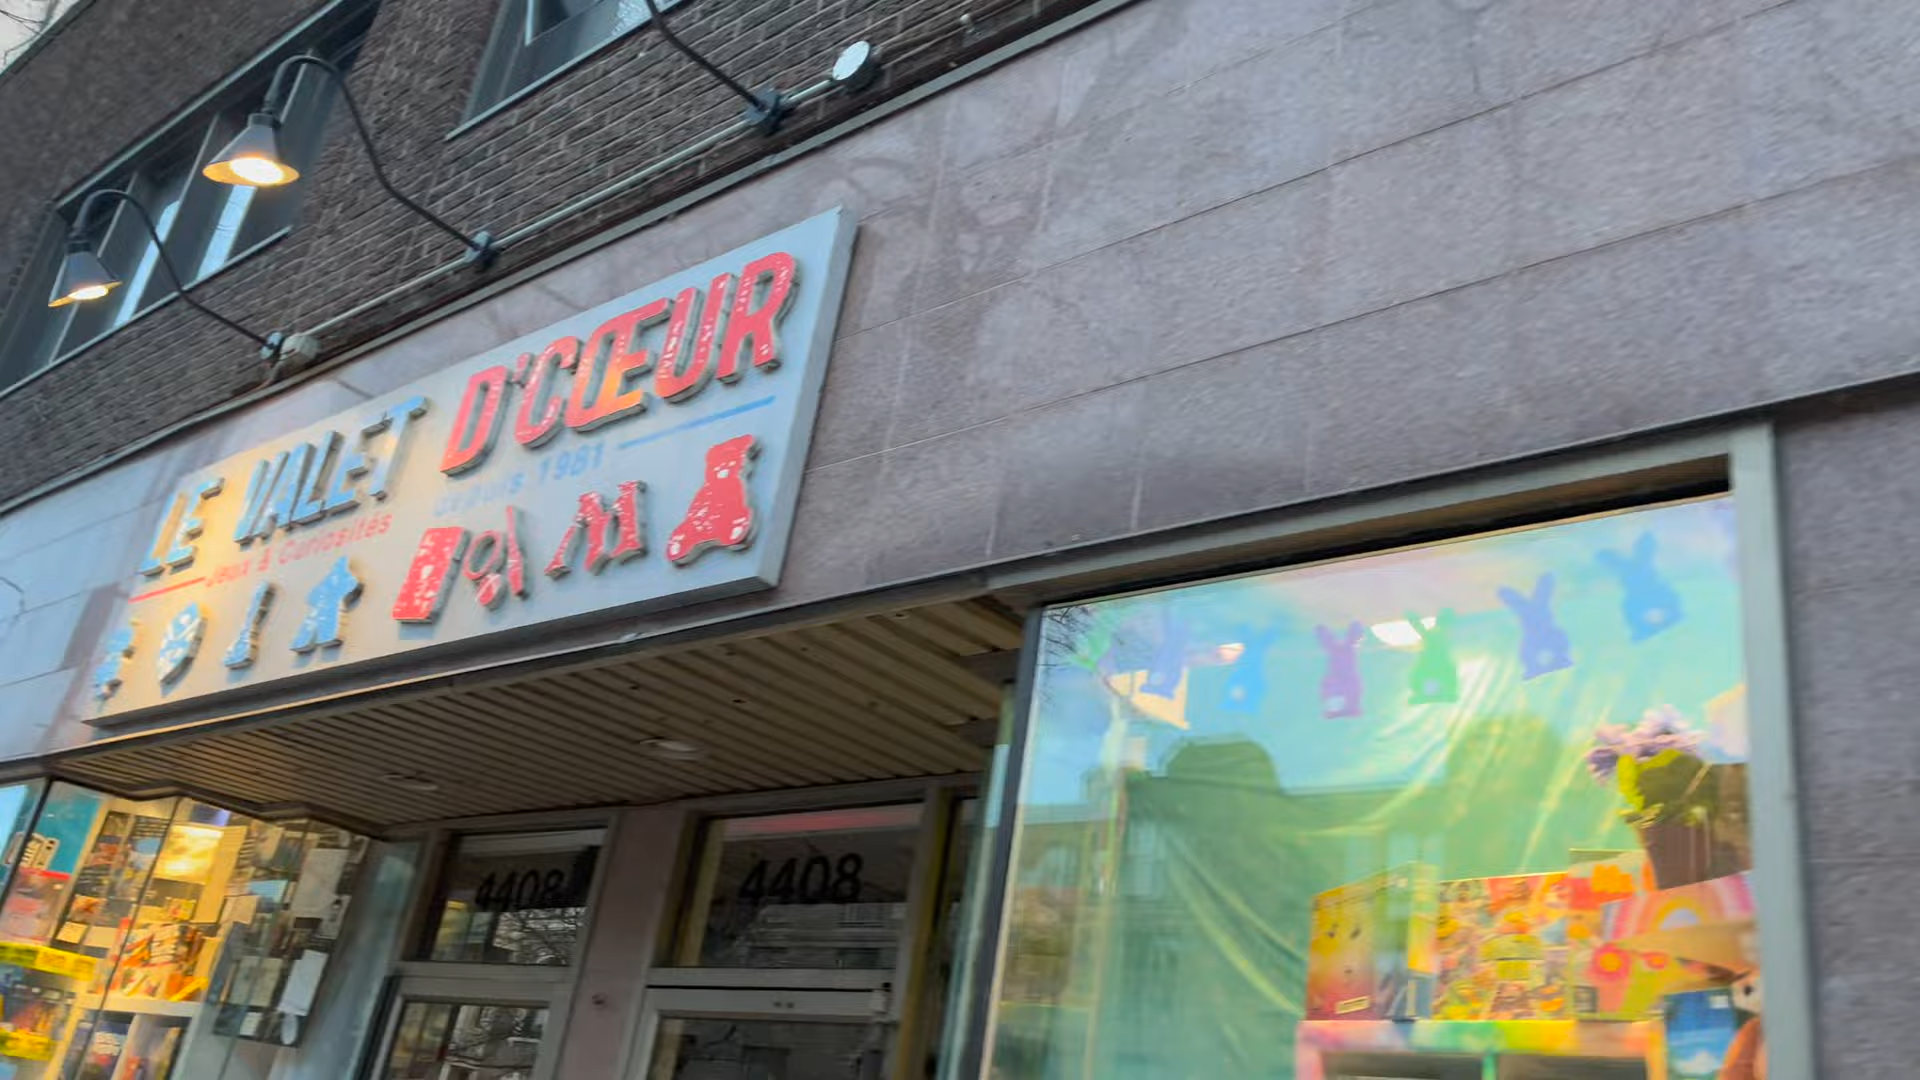 LE VALET D'CŒUR
Jeux & Curiosités
depuis 1981
4408
4408